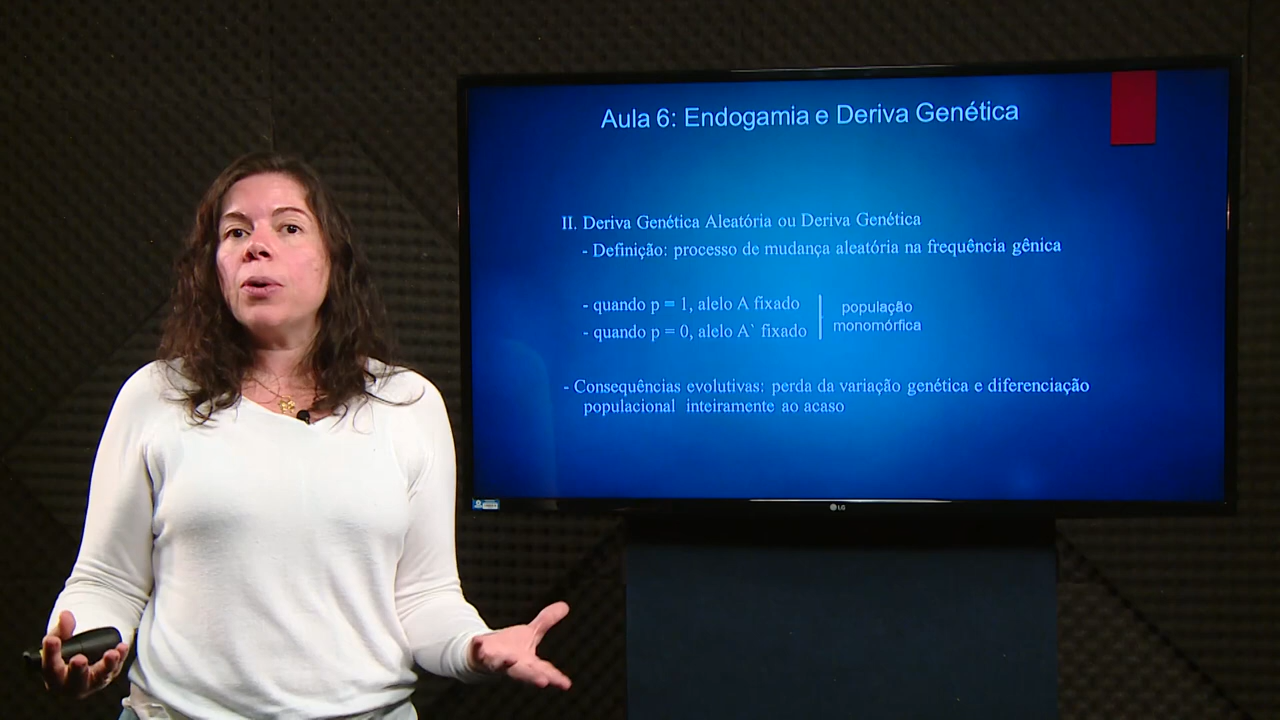 Aula 6: Endogamia e Deriva Genética
II. Deriva Genética Aleatória ou Deriva Genética
- Definição: processo de mudança aleatória na frequência gênica
- quando p = 1, alelo A fixado
- quando p = 0, alelo A` fixado
população
monomórfica
- Consequências evolutivas: perda da variação genética e diferenciação
populacional inteiramente ao acaso
LG